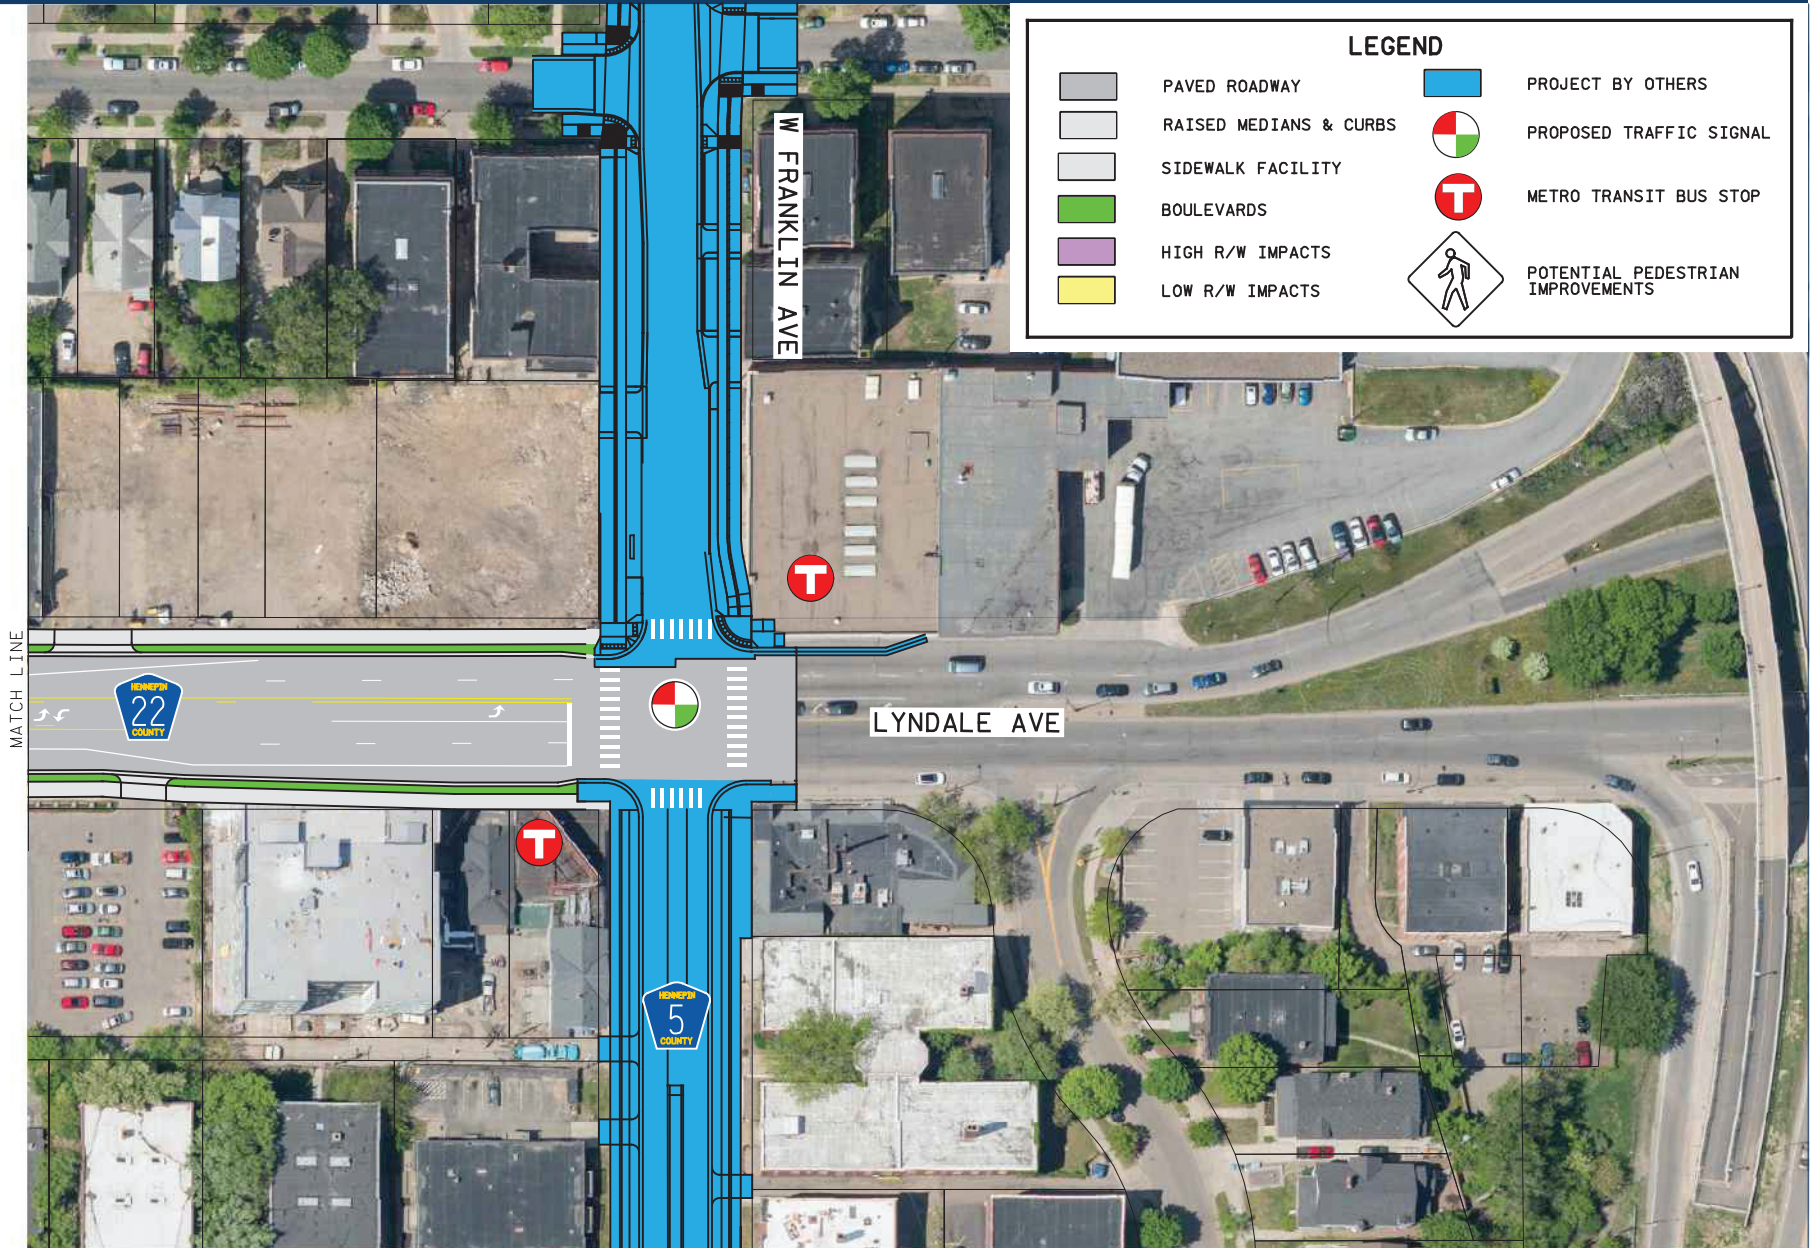 LEGEND
PAVED ROADWAY
RAISED MEDIANS & CURBS
SIDEWALK FACILITY
BOULEVARDS
HIGH R/W IMPACTS
LOW R/W IMPACTS
PROJECT BY OTHERS
PROPOSED TRAFFIC SIGNAL
T
METRO TRANSIT BUS STOP
POTENTIAL PEDESTRIAN
IMPROVEMENTS
W FRANKLIN AVE
T
MATCH LINE
HENNEPIN
22
COUNTY
LYNDALE AVE
T
HENNEPIN
5
COUNTY